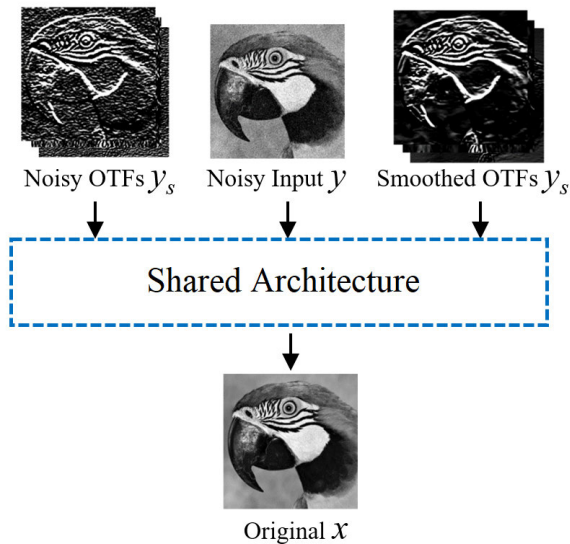 Noisy OTFs y_s
Noisy Input y
Smoothed OTFs y_s
Shared Architecture
Original x